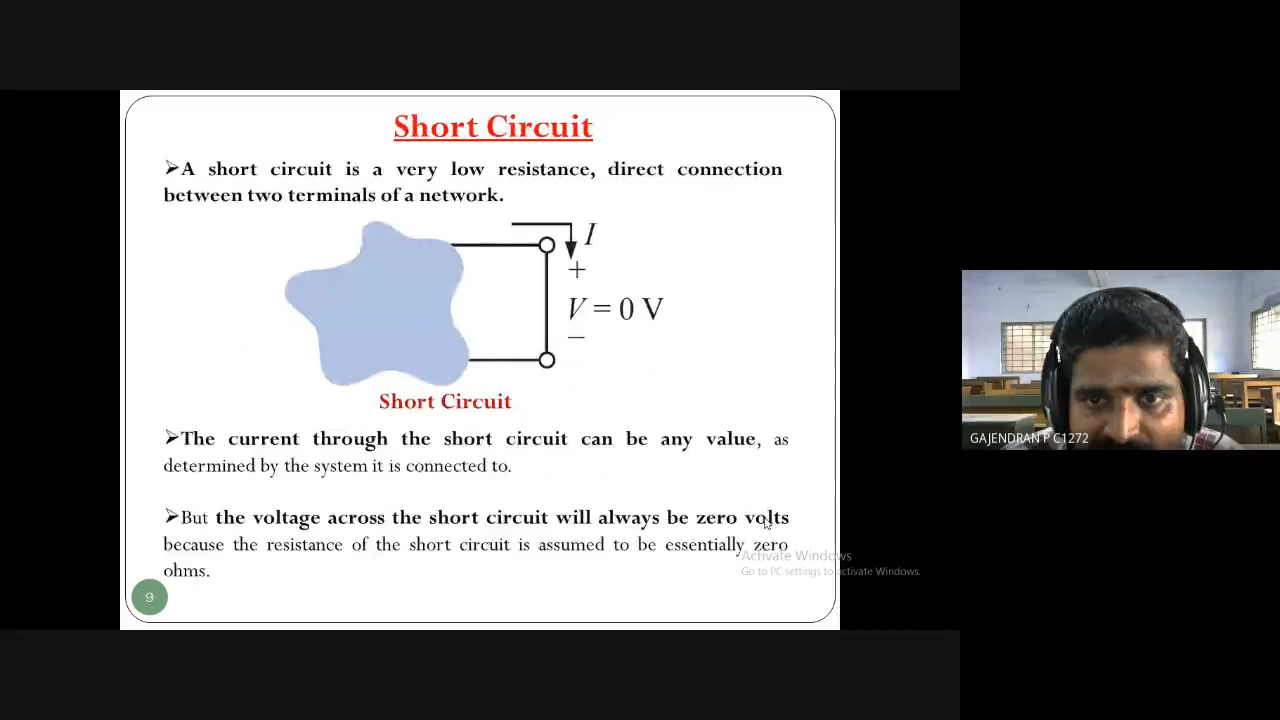 Short Circuit
➢A short circuit is a very low resistance, direct connection
between two terminals of a network.
I
+
V = 0 V
−
Short Circuit
➢The current through the short circuit can be any value, as
determined by the system it is connected to.
➢But the voltage across the short circuit will always be zero volts
because the resistance of the short circuit is assumed to be essentially zero
ohms.
9
Activate Windows
Go to PC settings to activate Windows.
GAJENDRAN P C1272